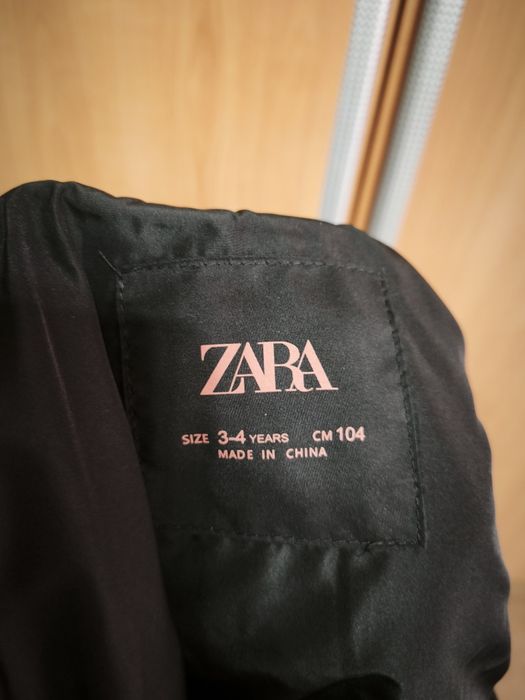 ZARA
SIZE 3-4 YEARS CM 104
MADE IN CHINA